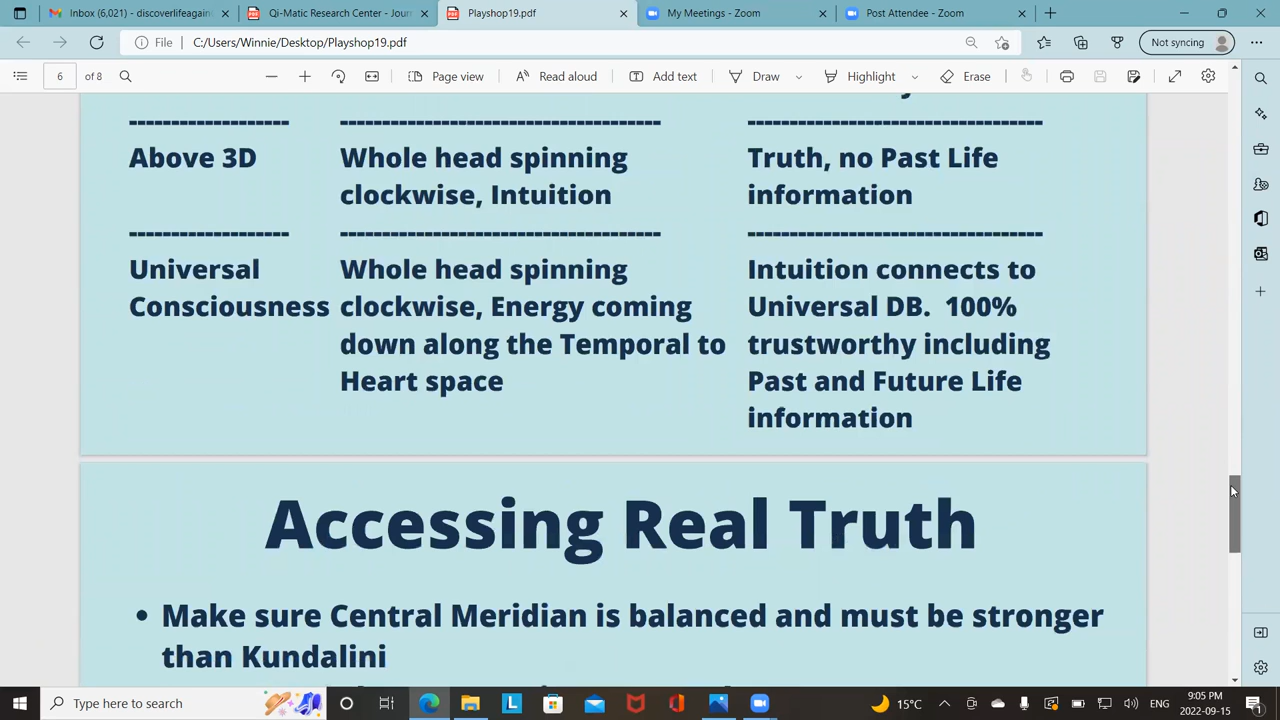 Inbox (6,021) - discoverlifeagain
Qi-Matic Research Center - Journ
Playshop19.pdf
My Meetings - Zoom
Post Attendee - Zoom
File
C:/Users/Winnie/Desktop/Playshop19.pdf
Not syncing
6 of 8
Page view
Read aloud
Add text
Draw
Highlight
Erase
------------------- ------------------------------------- ---------------------------------
Above 3D Whole head spinning Truth, no Past Life
clockwise, Intuition information
------------------- ------------------------------------- ---------------------------------
Universal Whole head spinning Intuition connects to
Consciousness clockwise, Energy coming Universal DB. 100%
down along the Temporal to trustworthy including
Heart space Past and Future Life
information
Accessing Real Truth
• Make sure Central Meridian is balanced and must be stronger
than Kundalini
Type here to search
15°C
9:05 PM
2022-09-15